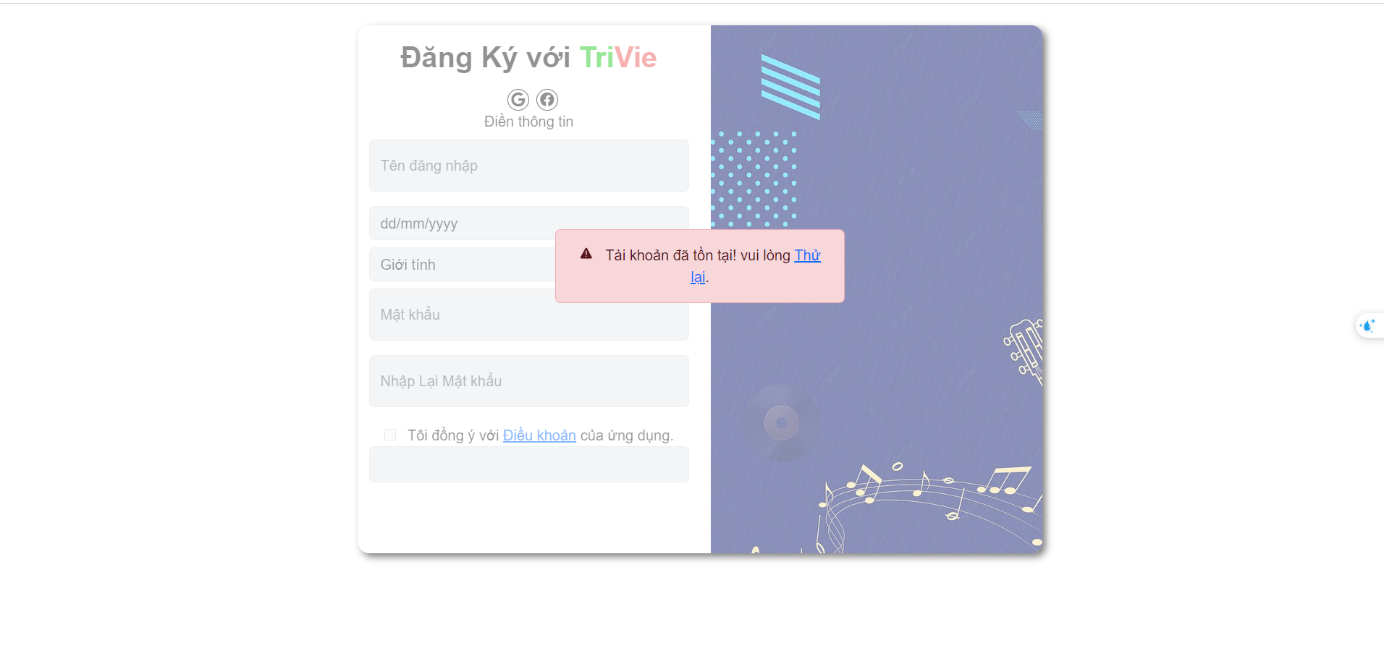 Đăng Ký với TriVie
Điền thông tin
Tên đăng nhập
dd/mm/yyyy
Giới tính
Tài khoản đã tồn tại! vui lòng Thử
lại.
Mật khẩu
Nhập Lại Mật khẩu
Tôi đồng ý với Điều khoản của ứng dụng.